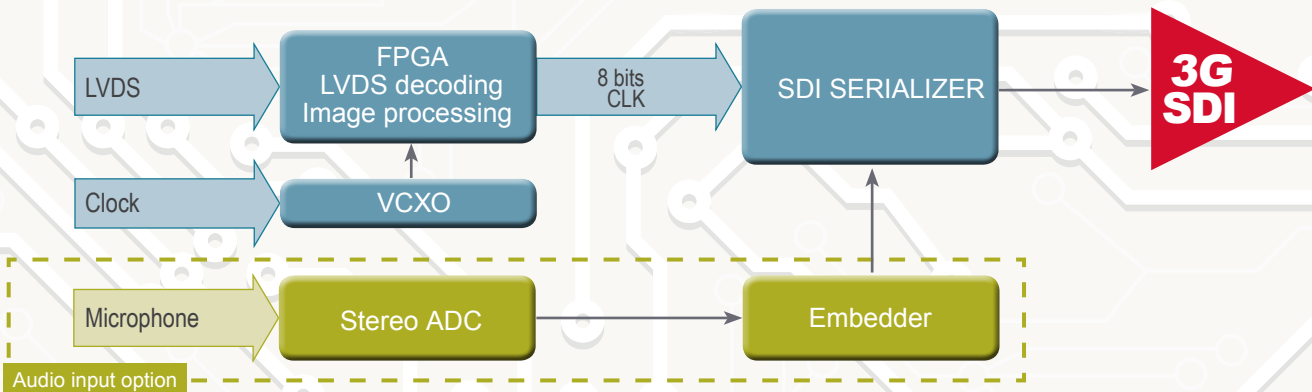 LVDS
FPGA
LVDS decoding
Image processing
8 bits
CLK
SDI SERIALIZER
3G
SDI
Clock
VCXO
Microphone
Stereo ADC
Embedder
Audio input option